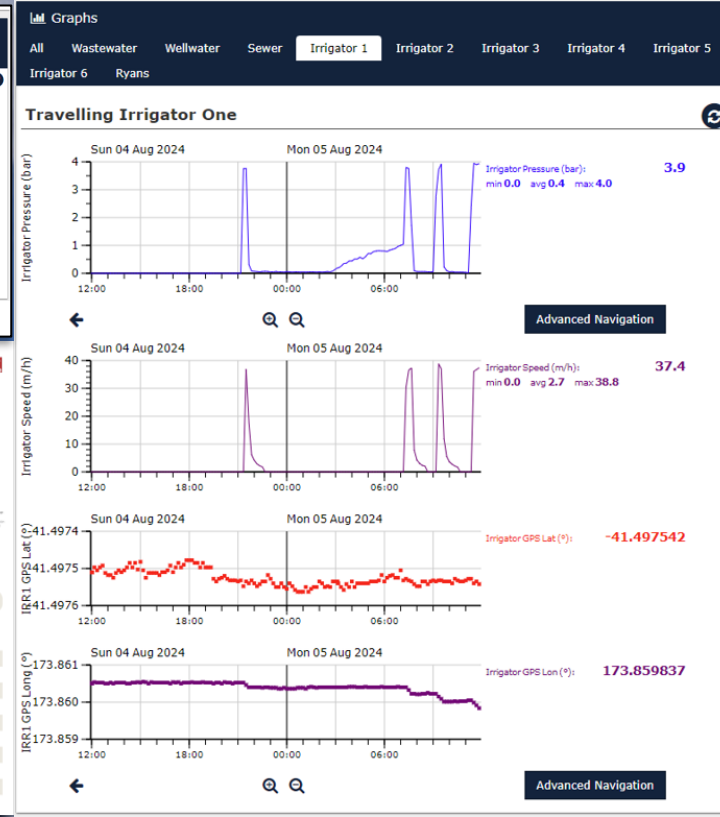 Graphs
All Wastewater Wellwater Sewer Irrigator 1 Irrigator 2 Irrigator 3 Irrigator 4 Irrigator 5
Irrigator 6 Ryans
Travelling Irrigator One
Sun 04 Aug 2024 Mon 05 Aug 2024
Irrigator Pressure (bar)
4
3
2
1
0
12:00 18:00 00:00 06:00
Irrigator Pressure (bar): 3.9
min 0.0 avg 0.4 max 4.0
Advanced Navigation
Sun 04 Aug 2024 Mon 05 Aug 2024
Irrigator Speed (m/h)
40
30
20
10
0
12:00 18:00 00:00 06:00
Irrigator Speed (m/h): 37.4
min 0.0 avg 2.7 max 38.8
Sun 04 Aug 2024 Mon 05 Aug 2024
IRR1 GPS Lat (°)
-41.4974
-41.4975
-41.4976
12:00 18:00 00:00 06:00
Irrigator GPS Lat (°): -41.497542
Sun 04 Aug 2024 Mon 05 Aug 2024
IRR1 GPS Long (°)
173.861
173.860
173.859
12:00 18:00 00:00 06:00
Irrigator GPS Lon (°): 173.859837
Advanced Navigation